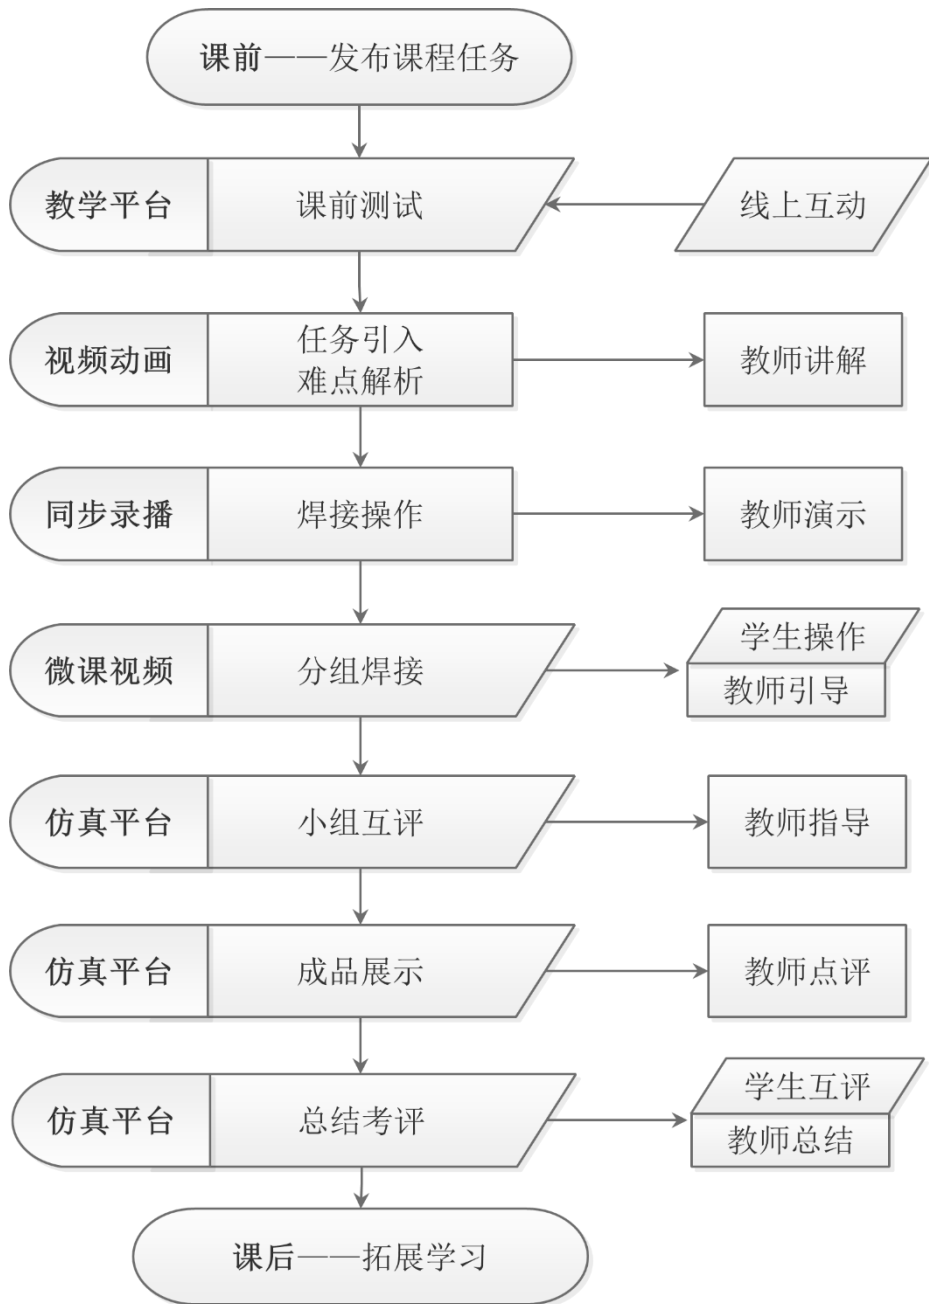 课前——发布课程任务
教学平台
课前测试
线上互动
视频动画
任务引入
难点解析
教师讲解
同步录播
焊接操作
教师演示
微课视频
分组焊接
学生操作
教师引导
仿真平台
小组互评
教师指导
仿真平台
成品展示
教师点评
仿真平台
总结考评
学生互评
教师总结
课后——拓展学习